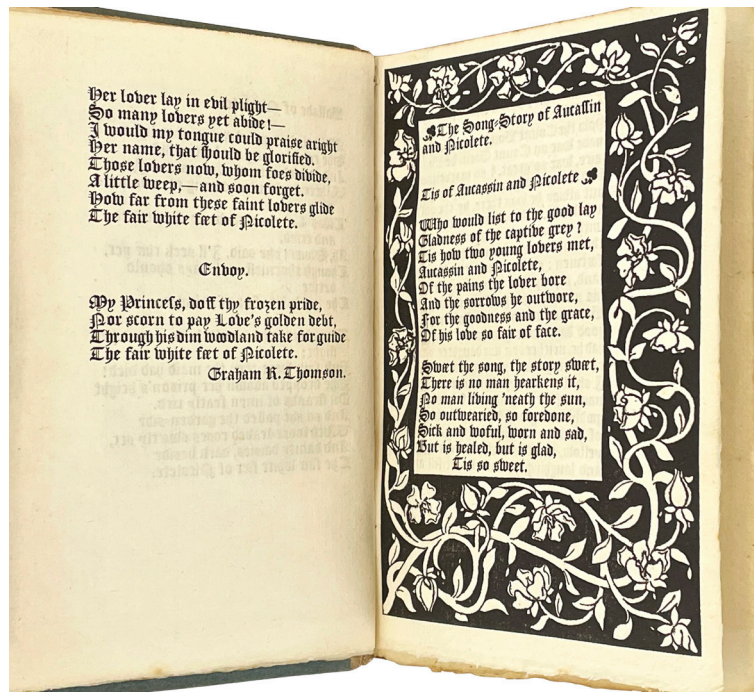 Her lover lay in evil plight—
So many lovers yet abide!—
I would my tongue could praise aright
Her name, that ſhould be glorified.
Those lovers now, whom foes divide,
A little weep,—and soon forget.
How far from these faint lovers glide
The fair white fœt of Nicolete.
Envoy.
My Princeſs, doff thy frozen pride,
Nor scorn to pay Love's golden debt,
Through his dim woodland take for guide
The fair white fœt of Nicolete.
Graham R. Thomson.
The Song-Story of Aucaſſin
and Nicolete.
Tis of Aucassin and Nicolete
Who would list to the good lay
Gladness of the captive grey?
Tis how two young lovers met,
Aucassin and Nicolete,
Of the pains the lover bore
And the sorrows he outwore,
For the goodness and the grace,
Of his love so fair of face.
Swœt the song, the story swœt,
There is no man hearkens it,
No man living 'neath the sun,
So outwearied, so foredone,
Sick and woful, worn and sad,
But is healed, but is glad,
Tis so sweet.